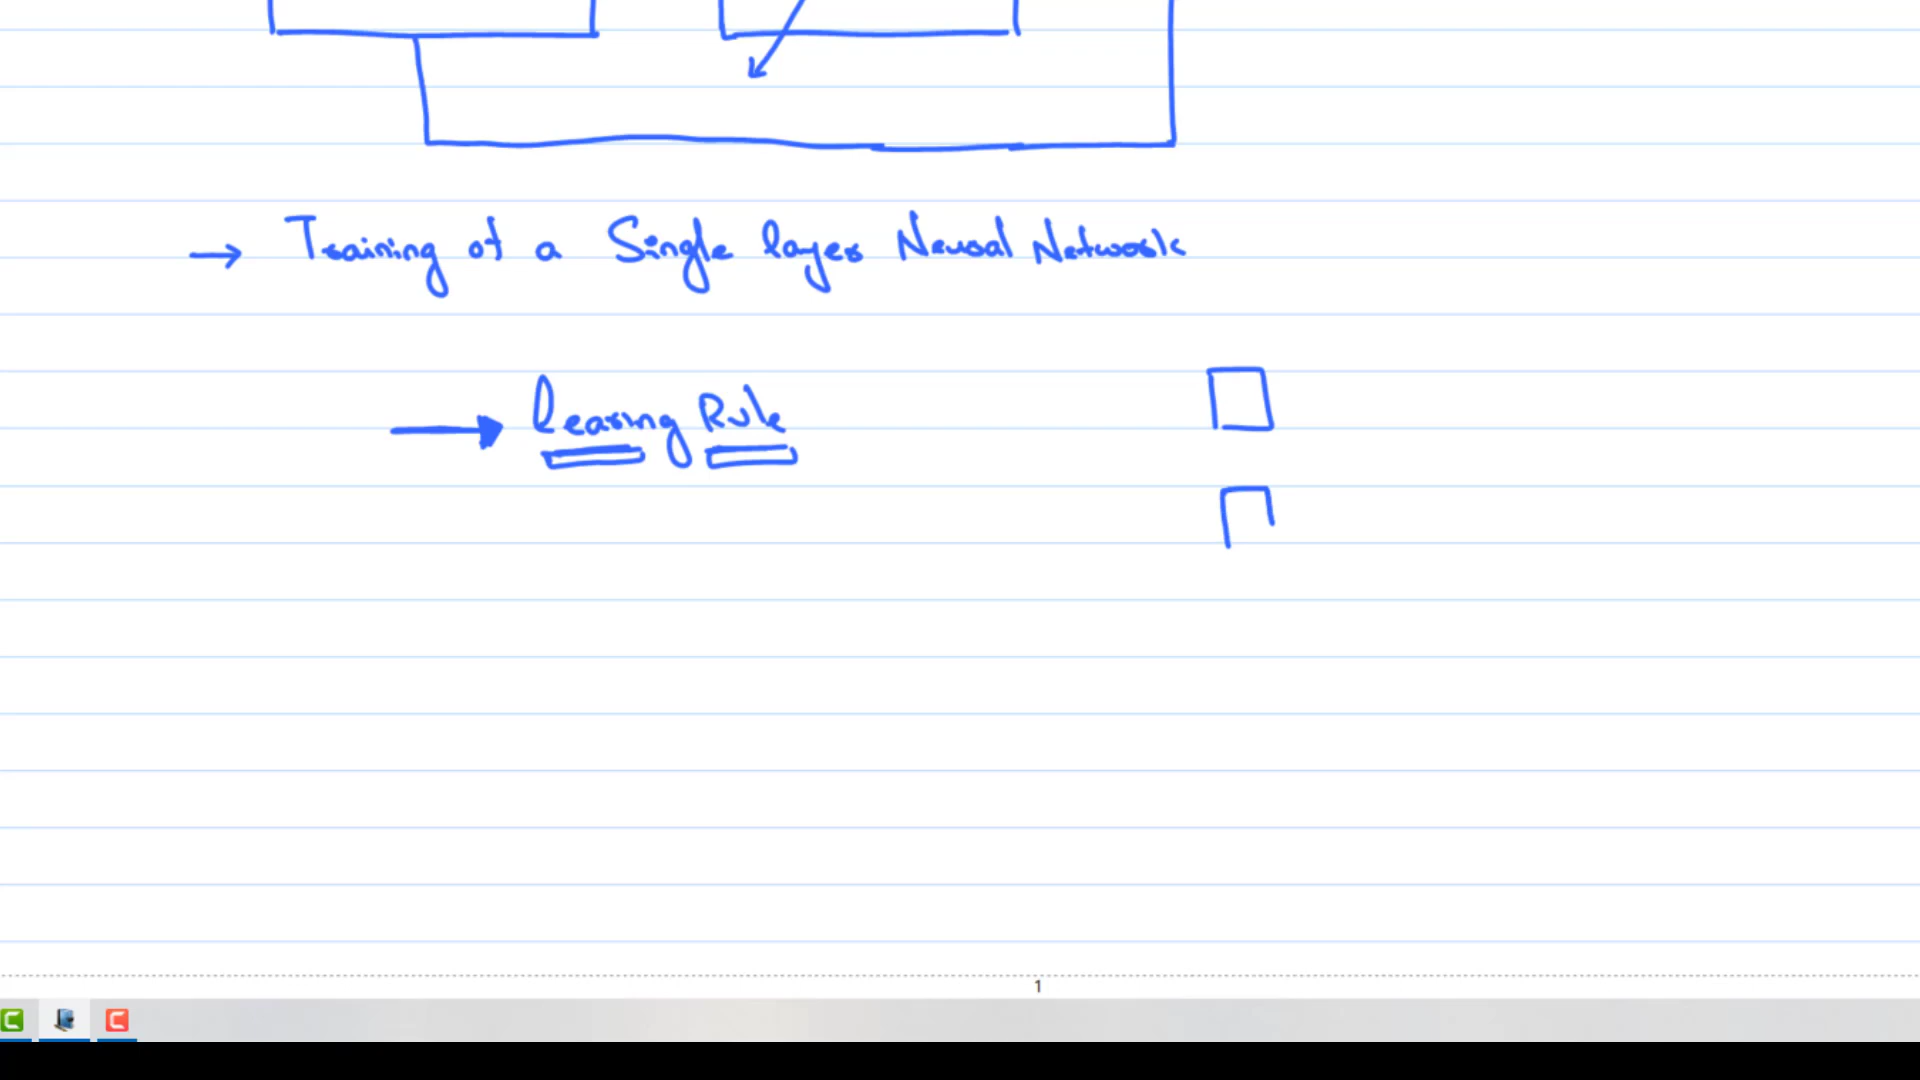 → Training of a Single layer Neural Network
→ learning Rule
1